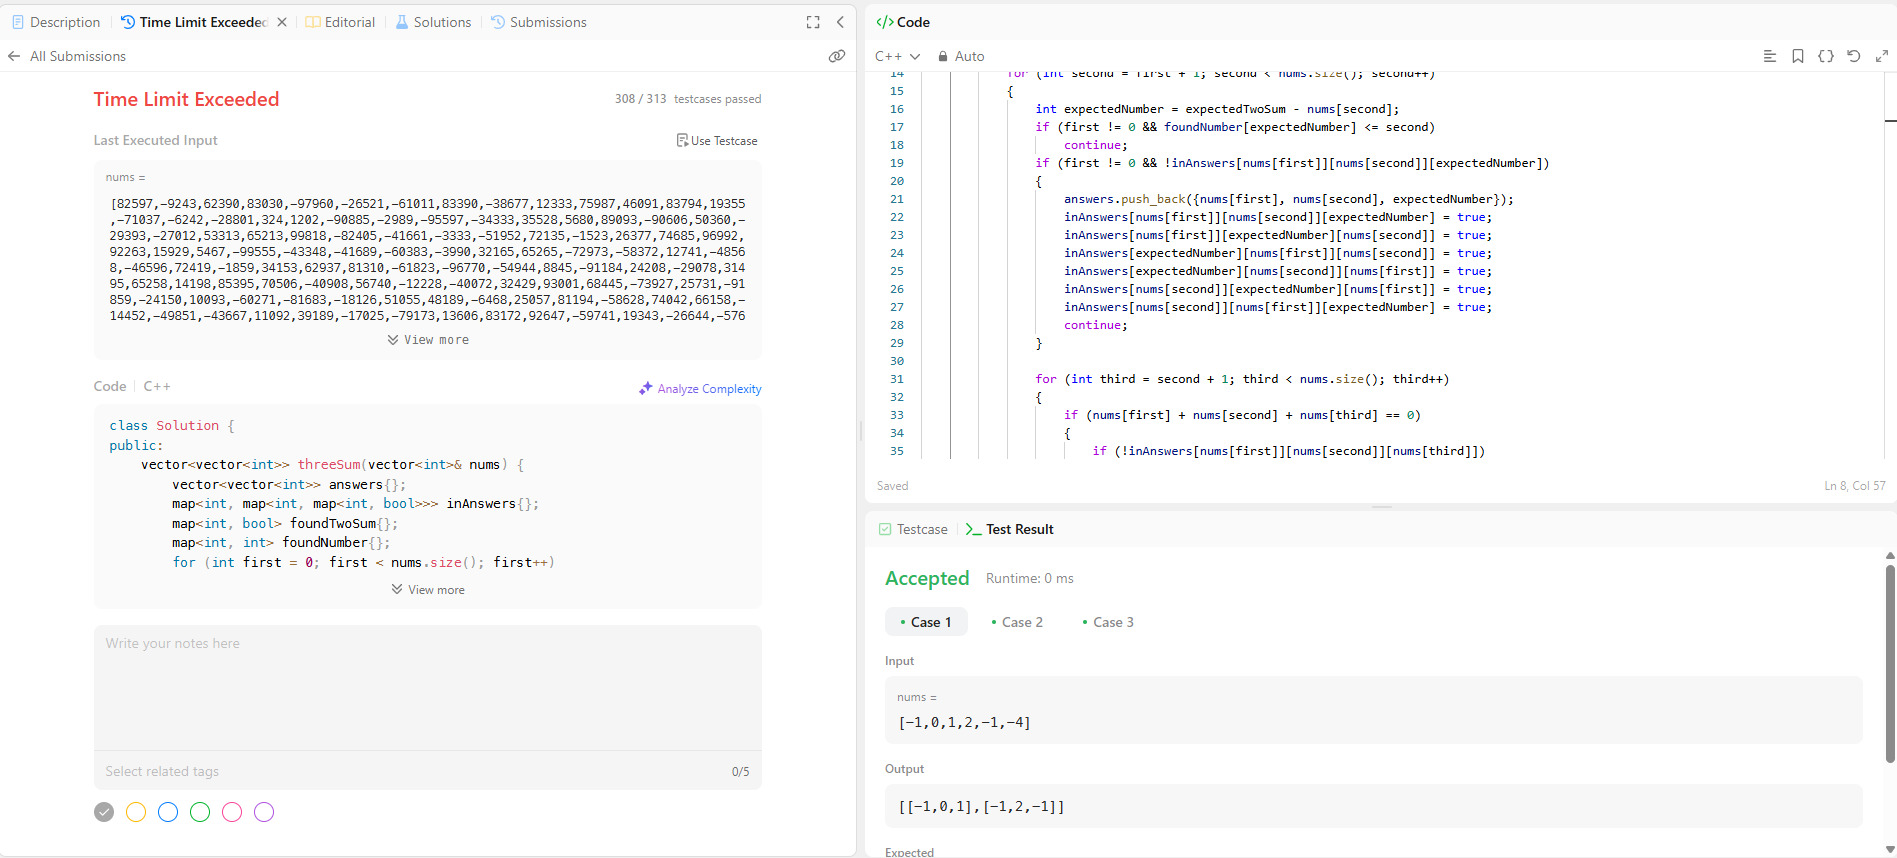 Description
Time Limit Exceeded
Editorial
Solutions
Submissions
All Submissions
Time Limit Exceeded
308 / 313 testcases passed
Last Executed Input
Use Testcase
nums =
[82597,-9243,62390,83030,-97960,-26521,-61011,83390,-38677,12333,75987,46091,83794,19355
,-71037,-6242,-28801,324,1202,-90885,-2989,-95597,-34333,35528,5680,89093,-90606,50360,-
29393,-27012,53313,65213,99818,-82405,-41661,-3333,-51952,72135,-1523,26377,74685,96992,
92263,15929,5467,-99555,-43348,-41689,-60383,-3990,32165,65265,-72973,-58372,12741,-4856
8,-46596,72419,-1859,34153,62937,81310,-61823,-96770,-54944,8845,-91184,24208,-29078,314
95,65258,14198,85395,70506,-40908,56740,-12228,-40072,32429,93001,68445,-73927,25731,-91
859,-24150,10093,-60271,-81683,-18126,51055,48189,-6468,25057,81194,-58628,74042,66158,-
14452,-49851,-43667,11092,39189,-17025,-79173,13606,83172,92647,-59741,19343,-26644,-576
View more
Code
C++
Analyze Complexity
class Solution {
public:
vector<vector<int>> threeSum(vector<int>& nums) {
vector<vector<int>> answers{};
map<int, map<int, map<int, bool>>> inAnswers{};
map<int, bool> foundTwoSum{};
map<int, int> foundNumber{};
for (int first = 0; first < nums.size(); first++)
View more
Write your notes here
Select related tags
0/5
</> Code
C++
Auto
14 for (int second = first + 1; second < nums.size(); second++)
15 {
16 int expectedNumber = expectedTwoSum - nums[second];
17 if (first != 0 && foundNumber[expectedNumber] <= second)
18 continue;
19 if (first != 0 && !inAnswers[nums[first]][nums[second]][expectedNumber])
20 {
21 answers.push_back({nums[first], nums[second], expectedNumber});
22 inAnswers[nums[first]][nums[second]][expectedNumber] = true;
23 inAnswers[nums[first]][expectedNumber][nums[second]] = true;
24 inAnswers[expectedNumber][nums[first]][nums[second]] = true;
25 inAnswers[expectedNumber][nums[second]][nums[first]] = true;
26 inAnswers[nums[second]][expectedNumber][nums[first]] = true;
27 inAnswers[nums[second]][nums[first]][expectedNumber] = true;
28 continue;
29 }
30
31 for (int third = second + 1; third < nums.size(); third++)
32 {
33 if (nums[first] + nums[second] + nums[third] == 0)
34 {
35 if (!inAnswers[nums[first]][nums[second]][nums[third]])
Saved
Ln 8, Col 57
Testcase
Test Result
Accepted
Runtime: 0 ms
Case 1
Case 2
Case 3
Input
nums =
[-1,0,1,2,-1,-4]
Output
[[-1,0,1],[-1,2,-1]]
Expected